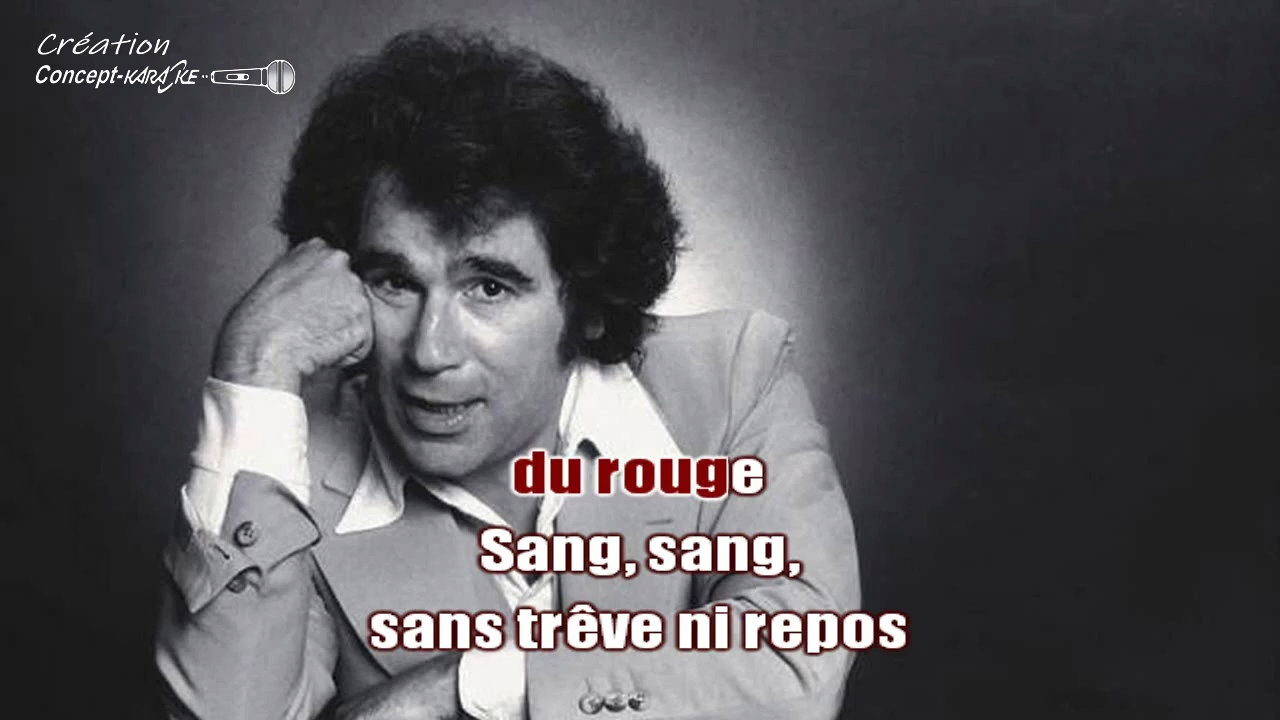 Création
Concept-KARAOKE
du rouge
Sang, sang,
sans trêve ni repos